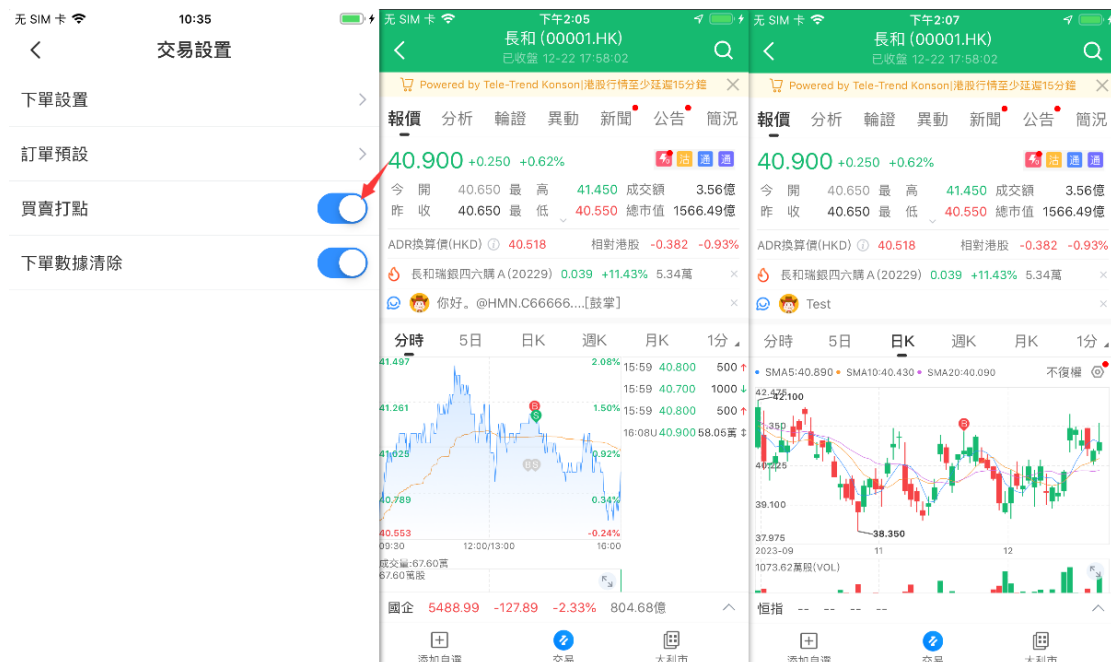 无 SIM 卡
10:35
交易設置
下單設置
訂單預設
買賣打點
下單數據清除
无 SIM 卡
下午2:05
長和 (00001.HK)
已收盤 12-22 17:58:02
Powered by Tele-Trend Konson|港股行情至少延遲15分鐘
報價 分析 輪證 異動 新聞 公告 簡況
40.900 +0.250 +0.62%
沽 通 通
今 開 40.650 最 高 41.450 成交額 3.56億
昨 收 40.650 最 低 40.550 總市值 1566.49億
ADR換算價(HKD) 40.518 相對港股 -0.382 -0.93%
長和瑞銀四六購A(20229) 0.039 +11.43% 5.34萬
你好。@HMN.C66666....[鼓掌]
分時 5日 日K 週K 月K 1分
41.497 2.08%
15:59 40.800 500↑
15:59 40.700 1000↓
41.261 B S 1.50%
15:59 40.800 500↑
16:08U 40.900 58.05萬
41.025 BS 0.92%
40.789 0.34%
40.553 -0.24%
09:30 12:00/13:00 16:00
成交量:67.60萬
67.60萬股
國企 5488.99 -127.89 -2.33% 804.68億
添加自選 交易 大利市
无 SIM 卡
下午2:07
長和 (00001.HK)
已收盤 12-22 17:58:02
Powered by Tele-Trend Konson|港股行情至少延遲15分鐘
報價 分析 輪證 異動 新聞 公告 簡況
40.900 +0.250 +0.62%
沽 通 通
今 開 40.650 最 高 41.450 成交額 3.56億
昨 收 40.650 最 低 40.550 總市值 1566.49億
ADR換算價(HKD) 40.518 相對港股 -0.382 -0.93%
長和瑞銀四六購A(20229) 0.039 +11.43% 5.34萬
Test
分時 5日 日K 週K 月K 1分
SMA5:40.890 SMA10:40.430 SMA20:40.090 不復權
42.475
42.100
B
40.225
39.100
38.350
37.975
2023-09 11 12
1073.62萬股(VOL)
恒指 -- -- -- --
添加自選 交易 大利市